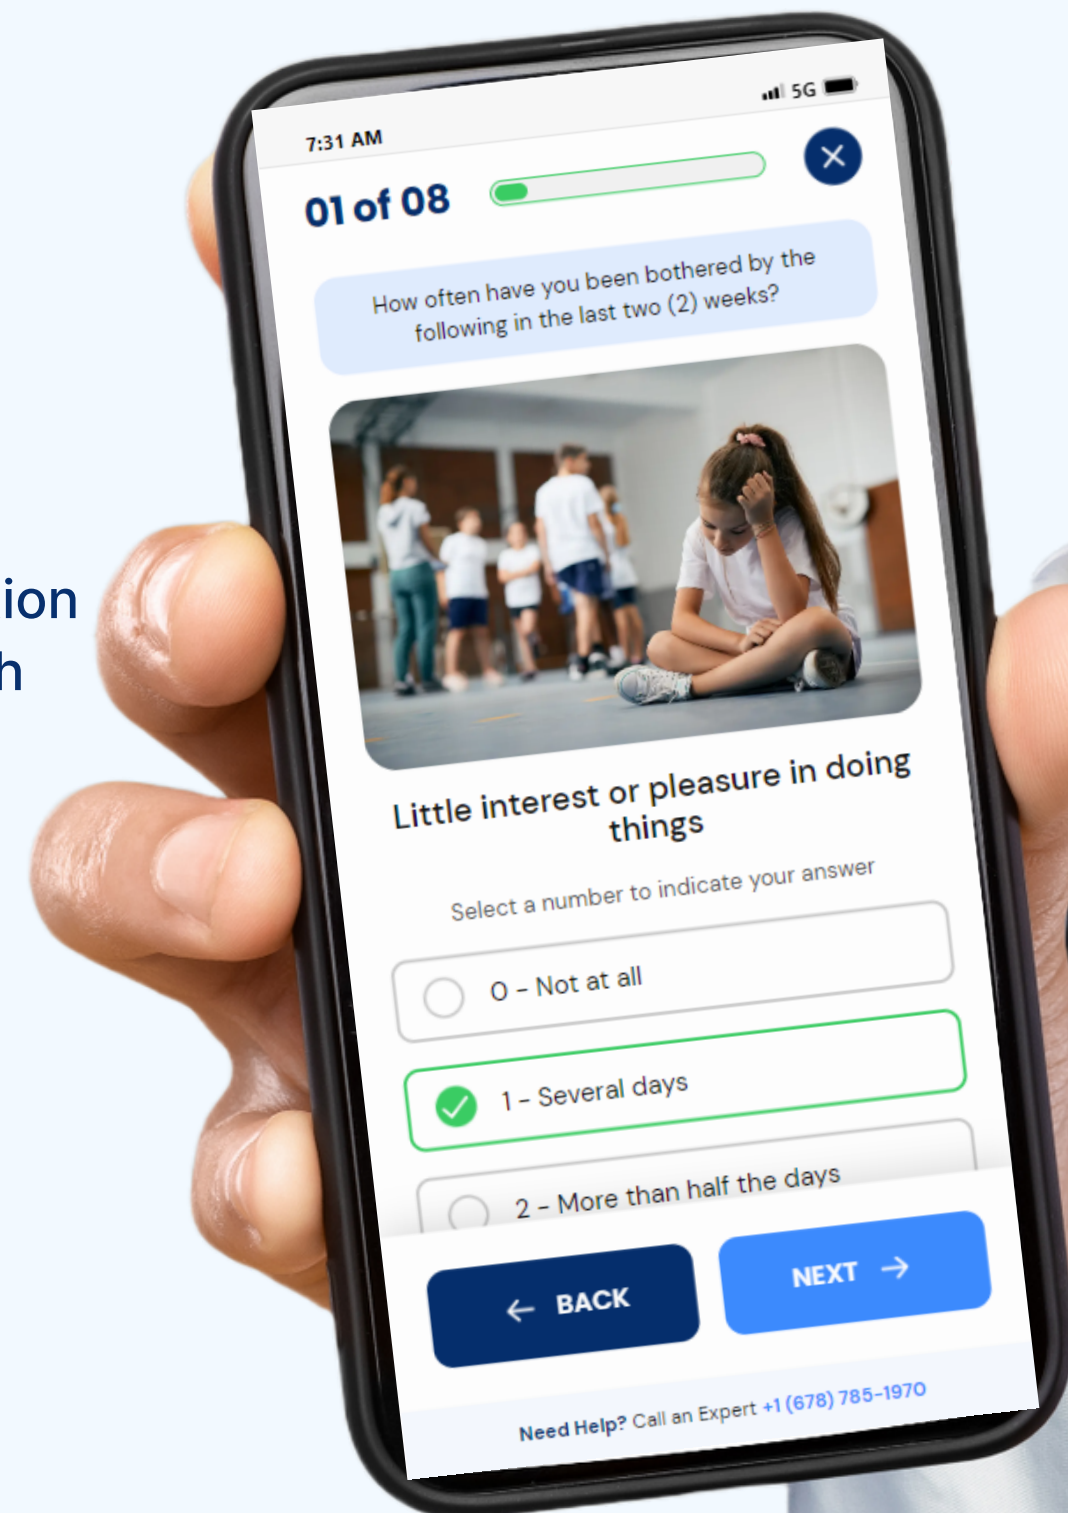 7:31 AM
5G
01 of 08
How often have you been bothered by the
following in the last two (2) weeks?
ion
h
Little interest or pleasure in doing
things
Select a number to indicate your answer
0 - Not at all
1 - Several days
2 - More than half the days
← BACK
NEXT →
Need Help? Call an Expert +1 (678) 785-1970